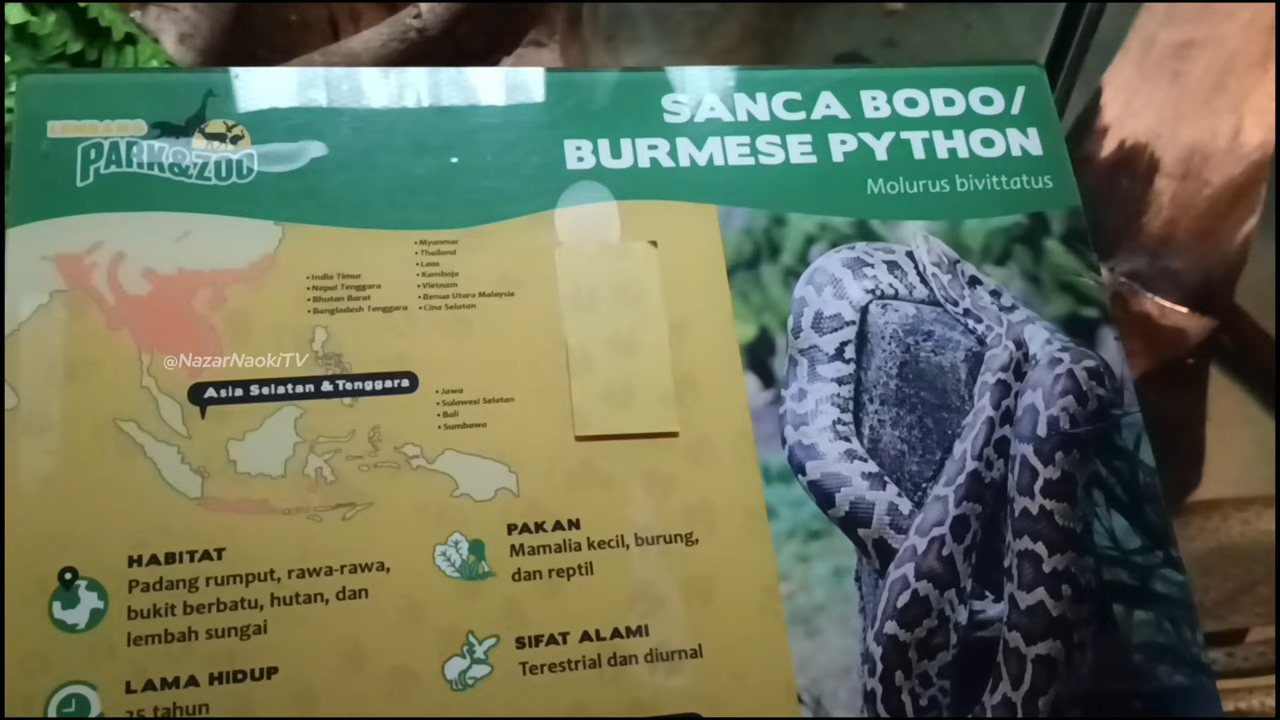 LEMBANG
PARK&ZOO
SANCA BODO/
BURMESE PYTHON
Molurus bivittatus
• India Timur
• Nepal Tenggara
• Bhutan Barat
• Bangladesh Tenggara
• Myanmar
• Thailand
• Laos
• Kamboja
• Vietnam
• Benua Utara Malaysia
• Cina Selatan
@NazarNaokiTV
Asia Selatan & Tenggara
• Jawa
• Sulawesi Selatan
• Bali
• Sumbawa
HABITAT
Padang rumput, rawa-rawa,
bukit berbatu, hutan, dan
lembah sungai
LAMA HIDUP
25 tahun
PAKAN
Mamalia kecil, burung,
dan reptil
SIFAT ALAMI
Terestrial dan diurnal